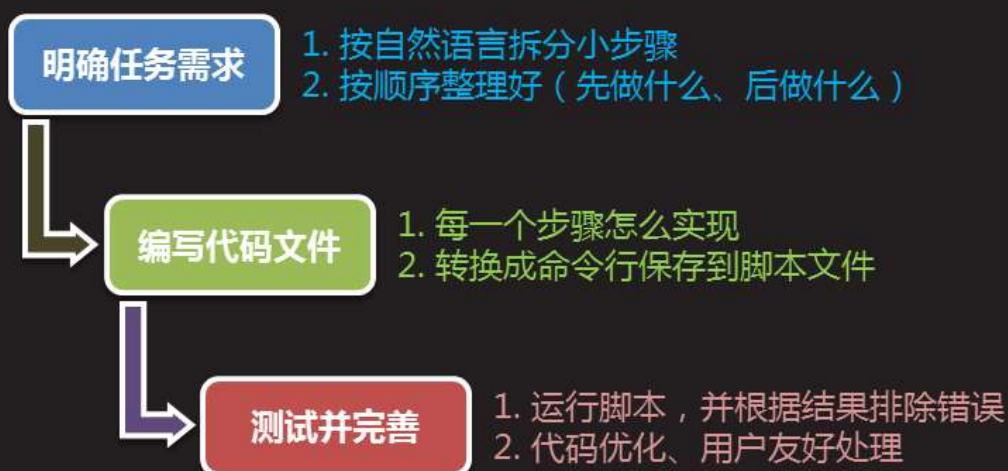 明确任务需求
1. 按自然语言拆分小步骤
2. 按顺序整理好（先做什么、后做什么）
编写代码文件
1. 每一个步骤怎么实现
2. 转换成命令行保存到脚本文件
测试并完善
1. 运行脚本，并根据结果排除错误
2. 代码优化、用户友好处理